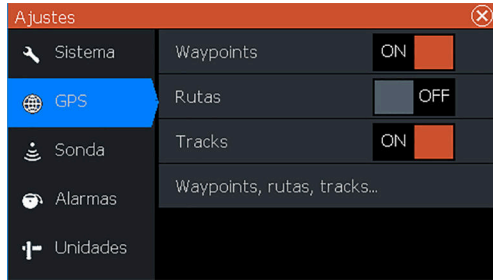 Ajustes
Sistema
GPS
Sonda
Alarmas
Unidades
Waypoints ON
Rutas OFF
Tracks ON
Waypoints, rutas, tracks...